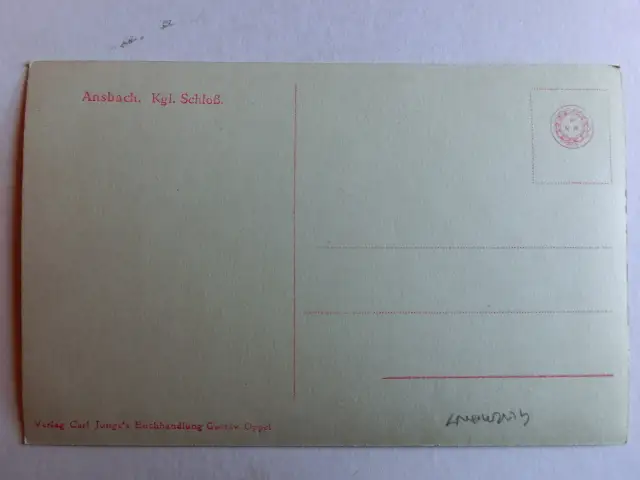 Ansbach. Kgl. Schloß.
Verlag Carl Junge's Buchhandlung Gustav Oppel